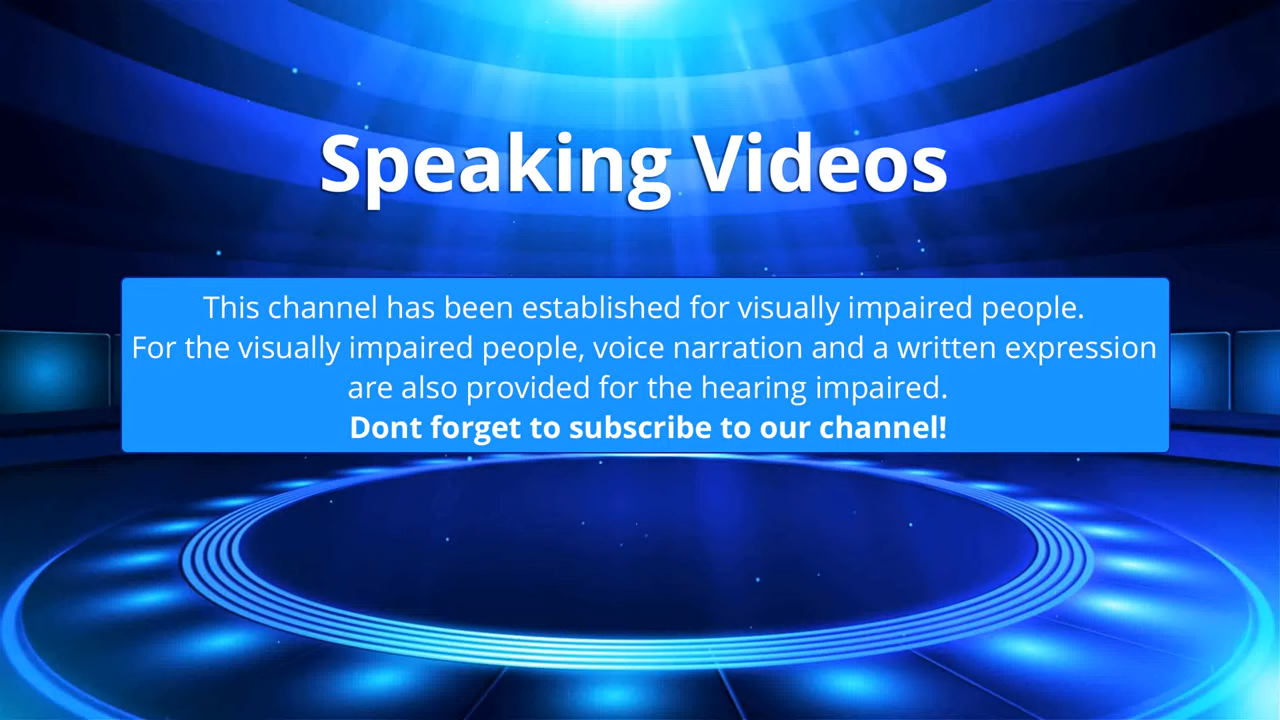 Speaking Videos
This channel has been established for visually impaired people.
For the visually impaired people, voice narration and a written expression
are also provided for the hearing impaired.
Dont forget to subscribe to our channel!